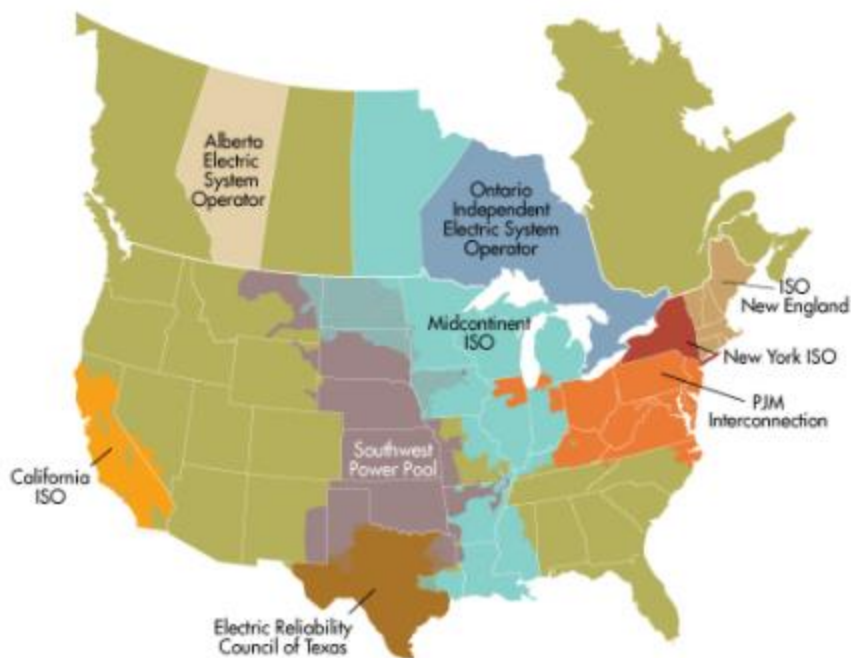 Alberta
Electric
System
Operator
Ontario
Independent
Electric System
Operator
ISO
New England
Midcontinent
ISO
New York ISO
PJM
Interconnection
Southwest
Power Pool
California
ISO
Electric Reliability
Council of Texas